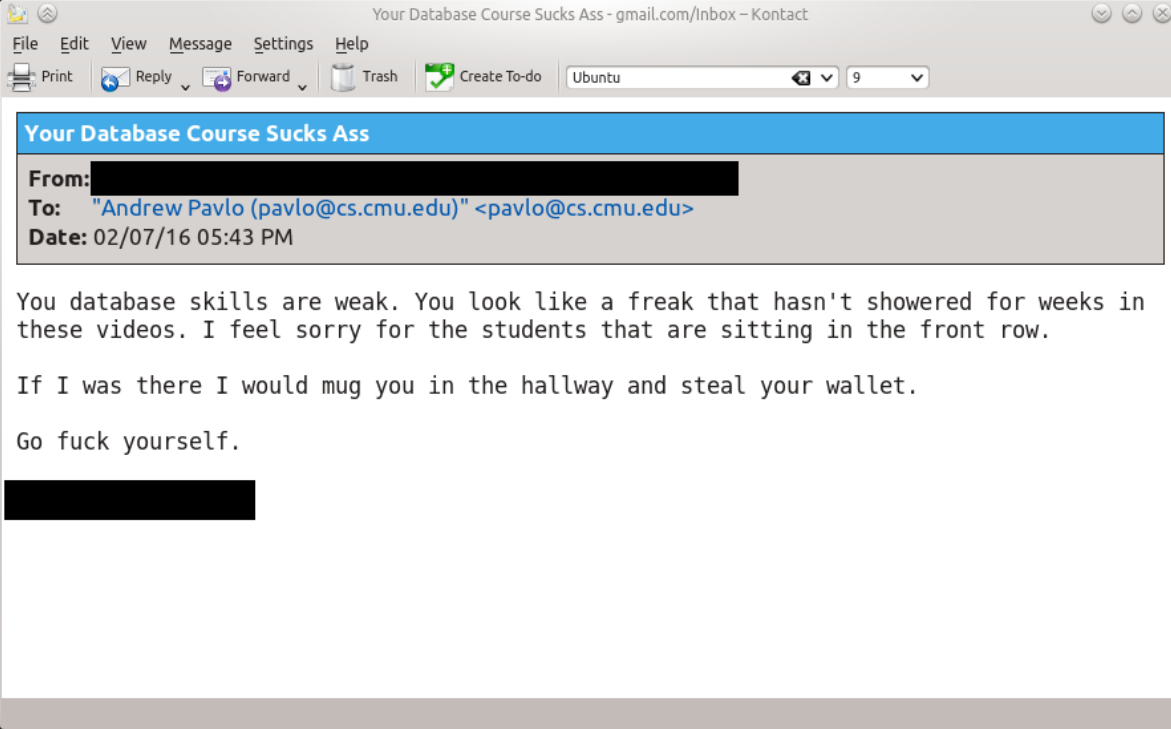 Your Database Course Sucks Ass - gmail.com/Inbox – Kontact
File Edit View Message Settings Help
Print Reply Forward Trash Create To-do Ubuntu 9
Your Database Course Sucks Ass
From:
To: "Andrew Pavlo (pavlo@cs.cmu.edu)" <pavlo@cs.cmu.edu>
Date: 02/07/16 05:43 PM
You database skills are weak. You look like a freak that hasn't showered for weeks in
these videos. I feel sorry for the students that are sitting in the front row.
If I was there I would mug you in the hallway and steal your wallet.
Go fuck yourself.